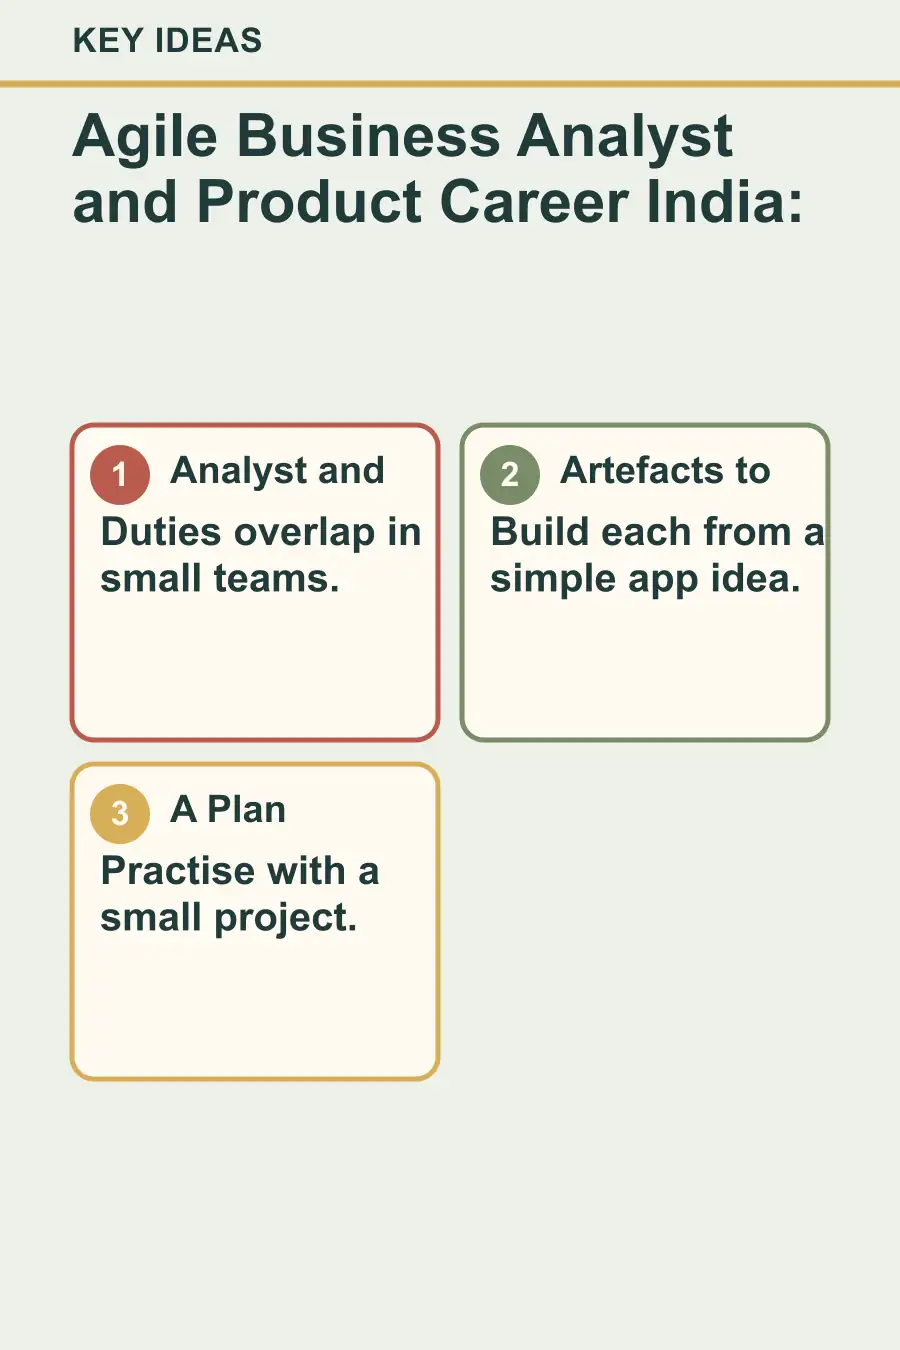 KEY IDEAS
Agile Business Analyst
and Product Career India:
1 Analyst and
Duties overlap in
small teams.
2 Artefacts to
Build each from a
simple app idea.
3 A Plan
Practise with a
small project.